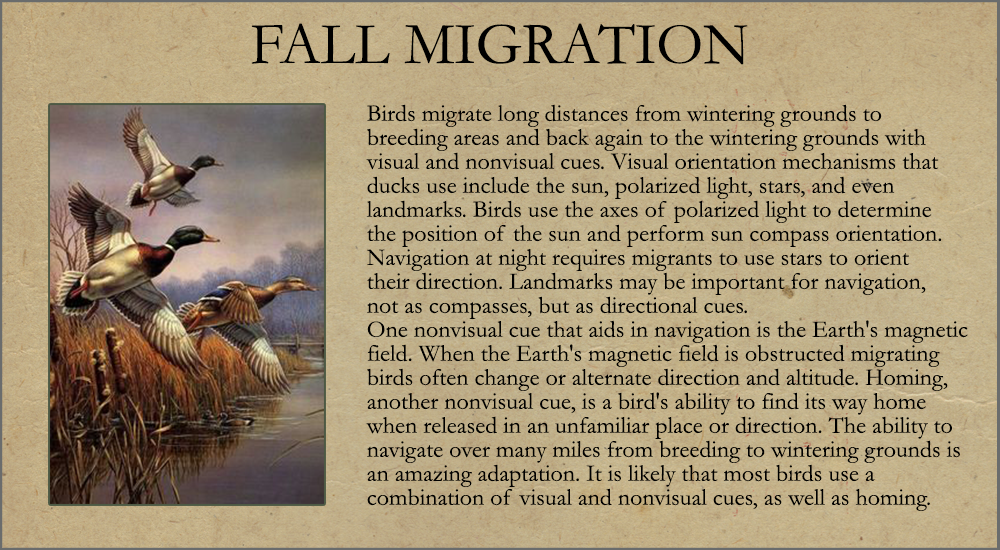 FALL MIGRATION
Birds migrate long distances from wintering grounds to
breeding areas and back again to the wintering grounds with
visual and nonvisual cues. Visual orientation mechanisms that
ducks use include the sun, polarized light, stars, and even
landmarks. Birds use the axes of polarized light to determine
the position of the sun and perform sun compass orientation.
Navigation at night requires migrants to use stars to orient
their direction. Landmarks may be important for navigation,
not as compasses, but as directional cues.
One nonvisual cue that aids in navigation is the Earth's magnetic
field. When the Earth's magnetic field is obstructed migrating
birds often change or alternate direction and altitude. Homing,
another nonvisual cue, is a bird's ability to find its way home
when released in an unfamiliar place or direction. The ability to
navigate over many miles from breeding to wintering grounds is
an amazing adaptation. It is likely that most birds use a
combination of visual and nonvisual cues, as well as homing.